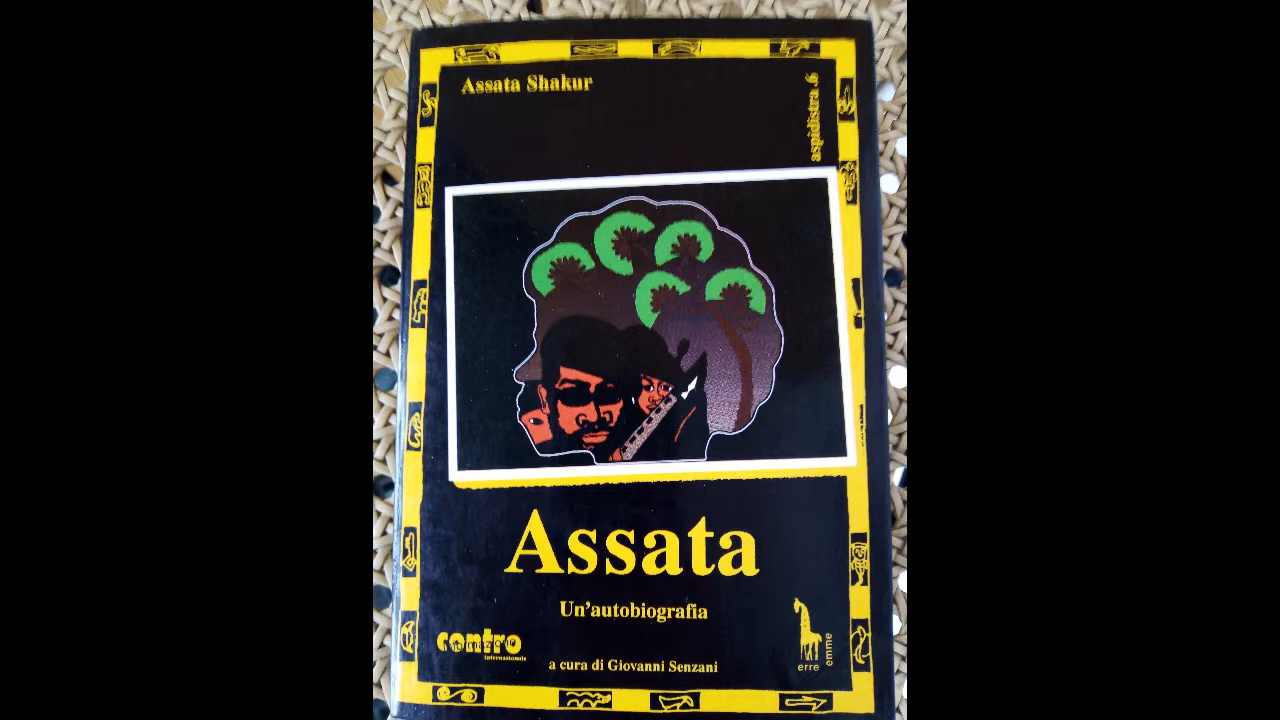 Assata Shakur
aspidistra .6
Assata
Un'autobiografia
contro
internazionale
a cura di Giovanni Senzani
erre
emme